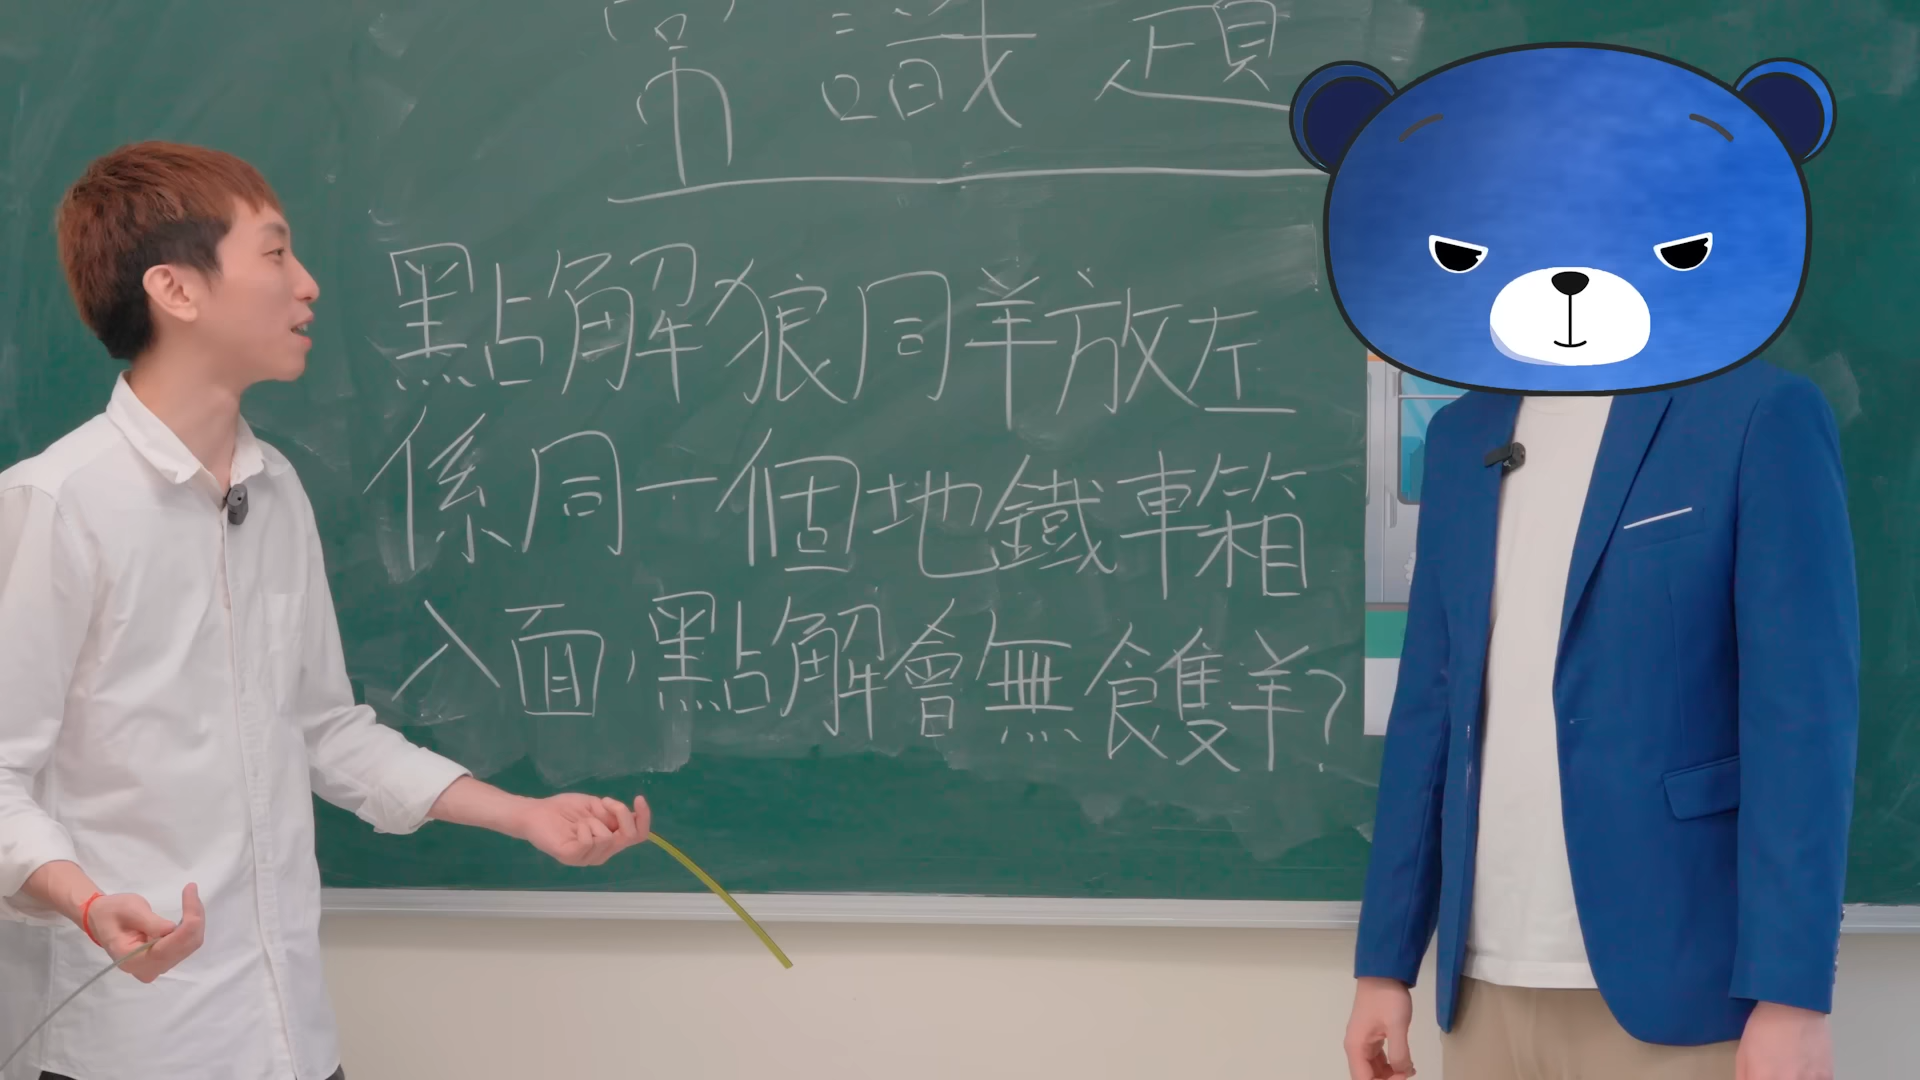 常識題
點解狼同羊放左
係同一個地鐵車箱
入面,點解會無食隻羊?